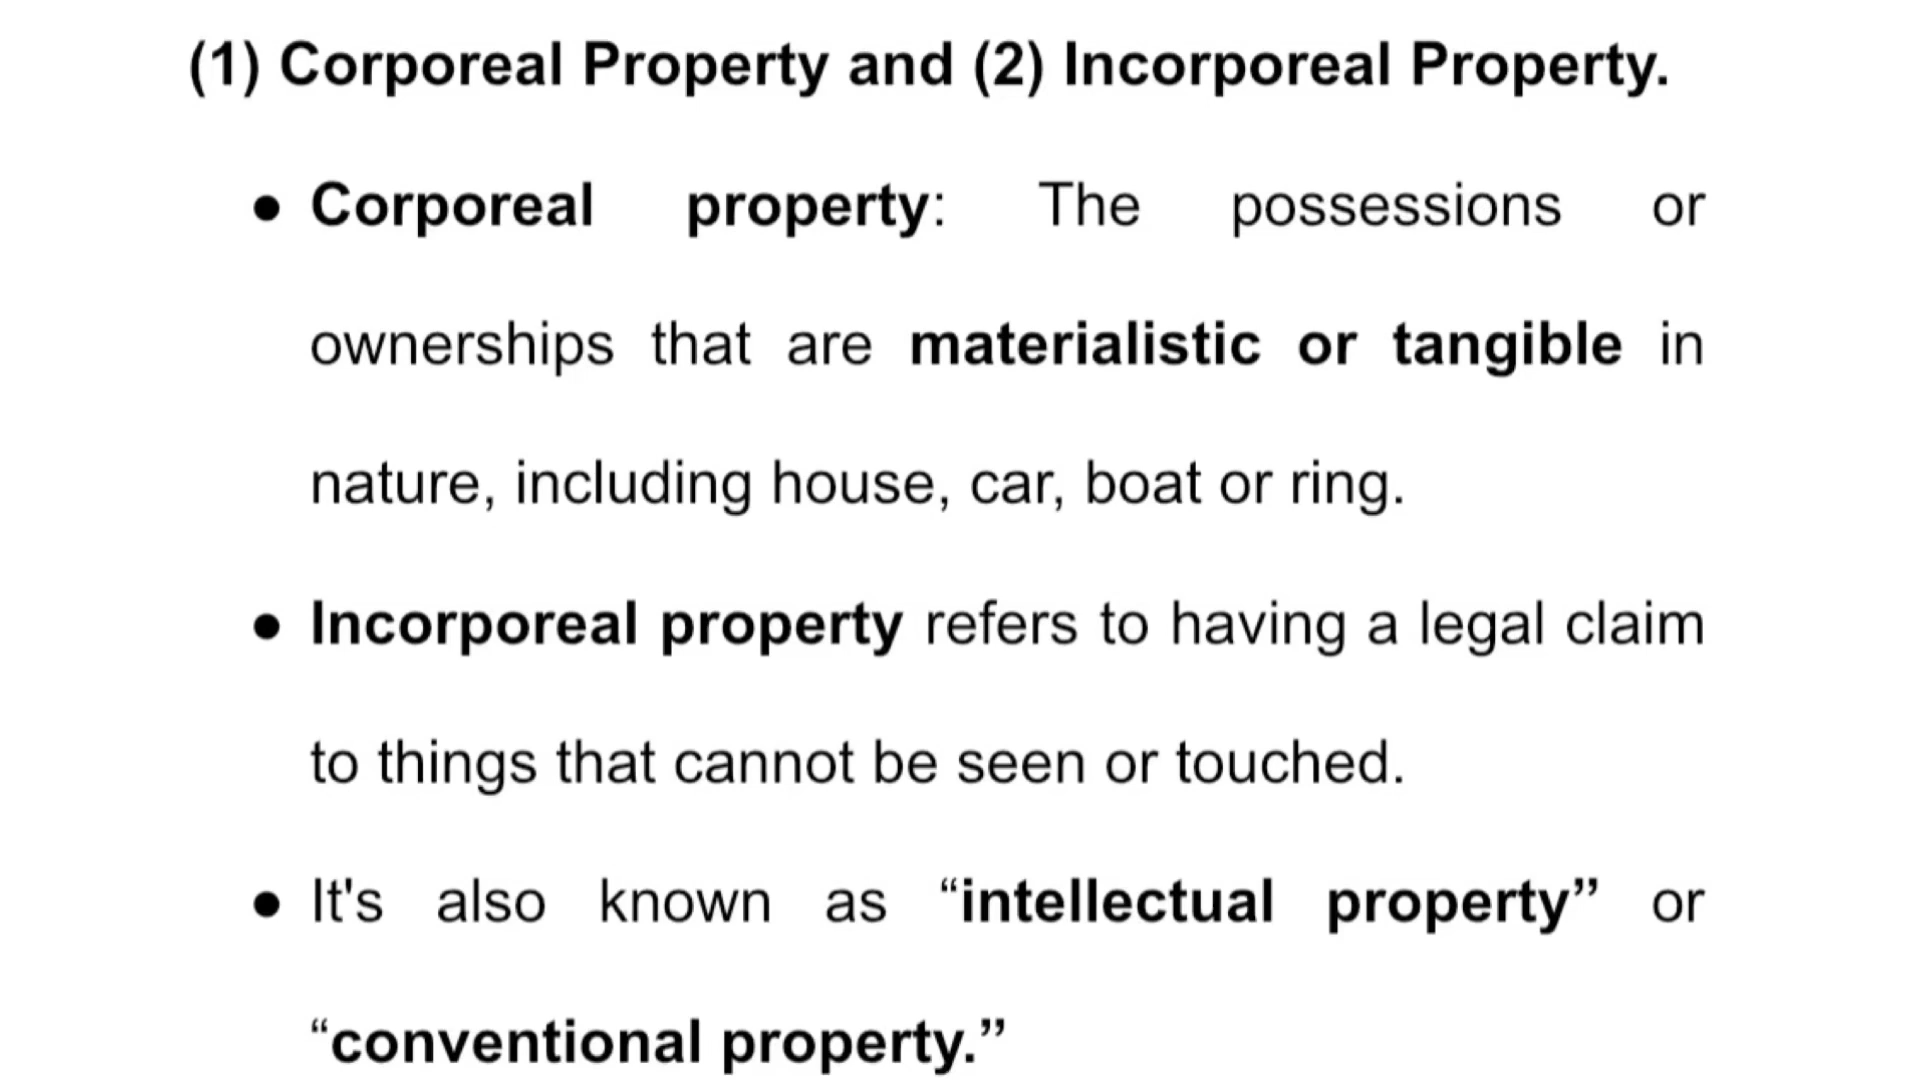 (1) Corporeal Property and (2) Incorporeal Property.
● Corporeal property: The possessions or
ownerships that are materialistic or tangible in
nature, including house, car, boat or ring.
● Incorporeal property refers to having a legal claim
to things that cannot be seen or touched.
● It's also known as “intellectual property” or
“conventional property.”